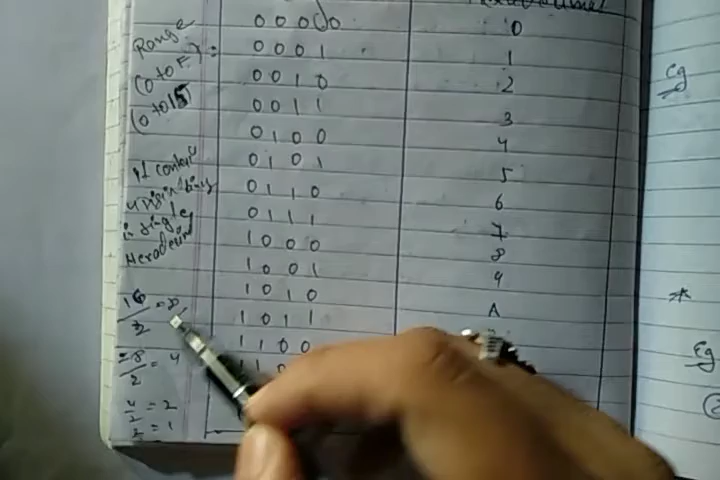 0 0 0 0 0
Range 0 0 0 1 1
(0 to F) : 0 0 1 0 2
(0 to 15) 0 0 1 1 3
0 1 0 0 4
0 1 0 1 5
It
4 0 1 1 0 6
in single 0 1 1 1 7
1 0 0 0 8
1 0 0 1 9
16/2 = 8 1 0 1 0 A
1 0 1 1
8/2 = 4 1 1 0 0
4/2 = 2
2/2 = 1
eg
*
eg